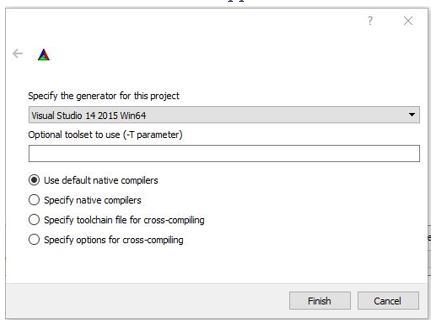 ?
Specify the generator for this project
Visual Studio 14 2015 Win64
Optional toolset to use (-T parameter)
Use default native compilers
Specify native compilers
Specify toolchain file for cross-compiling
Specify options for cross-compiling
Finish Cancel